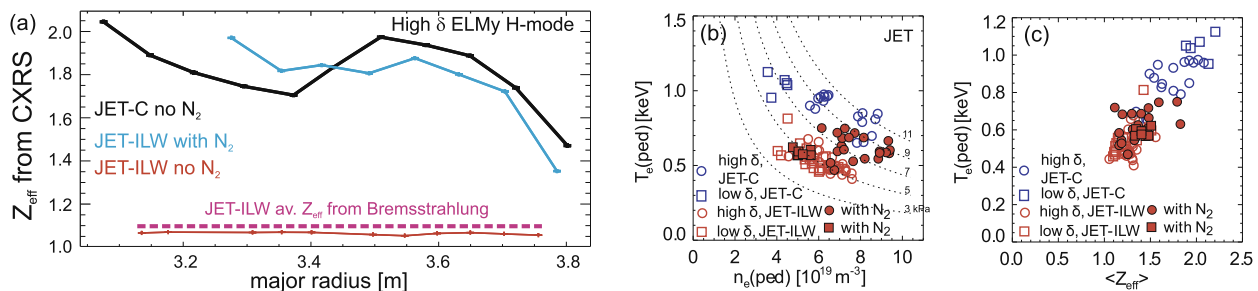 (a)
High δ ELMy H-mode
2.0
1.8
1.6
1.4
1.2
1.0
Z_eff from CXRS
JET-C no N₂
JET-ILW with N₂
JET-ILW no N₂
JET-ILW av. Z_eff from Bremsstrahlung
3.2 3.4 3.6 3.8
major radius [m]
(b)
JET
1.5
1.0
0.5
0.0
T_e(ped) [keV]
11
9
7
5
3 kPa
high δ,
JET-C
low δ, JET-C
high δ, JET-ILW with N₂
low δ, JET-ILW with N₂
0 2 4 6 8 10
n_e(ped) [10¹⁹ m⁻³]
(c)
1.2
1.0
0.8
0.6
0.4
0.2
0.0
T_e(ped) [keV]
high δ,
JET-C
low δ, JET-C
high δ, JET-ILW with N₂
low δ, JET-ILW with N₂
0.0 0.5 1.0 1.5 2.0 2.5
<Z_eff>